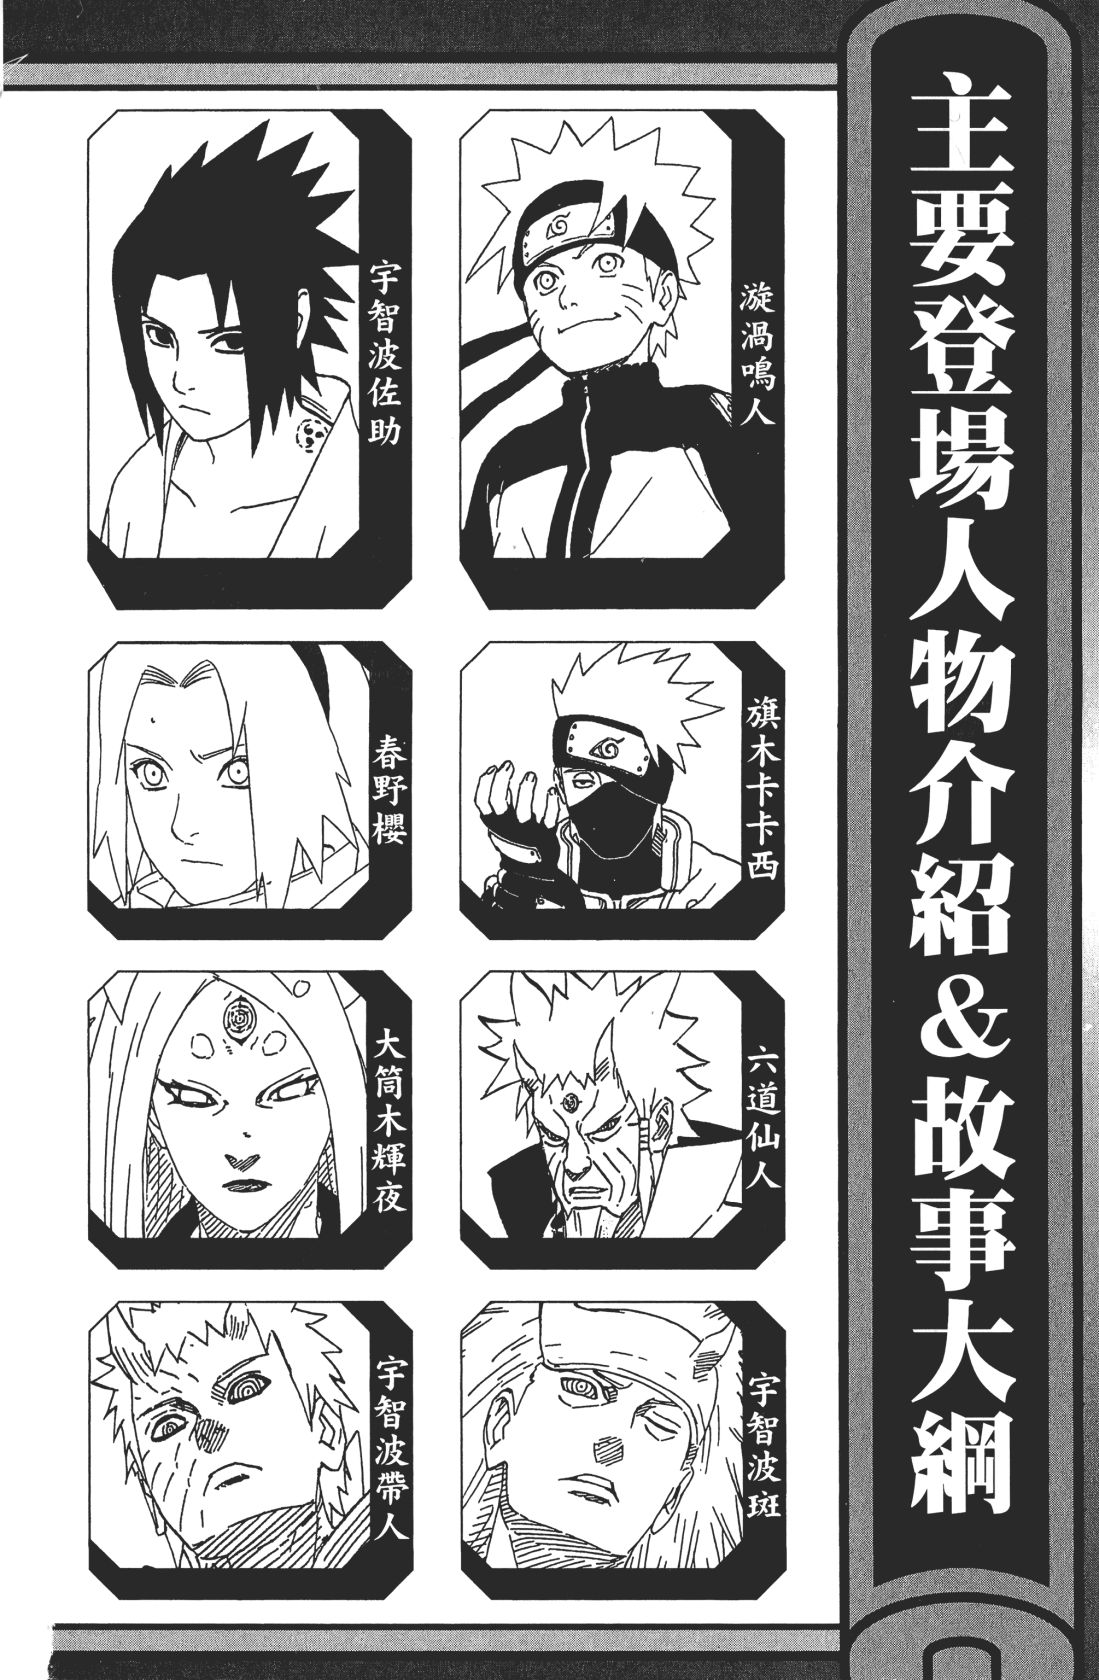 主要登場人物介紹&故事大綱
漩渦鳴人
宇智波佐助
旗木卡卡西
春野櫻
六道仙人
大筒木輝夜
宇智波斑
宇智波帶人